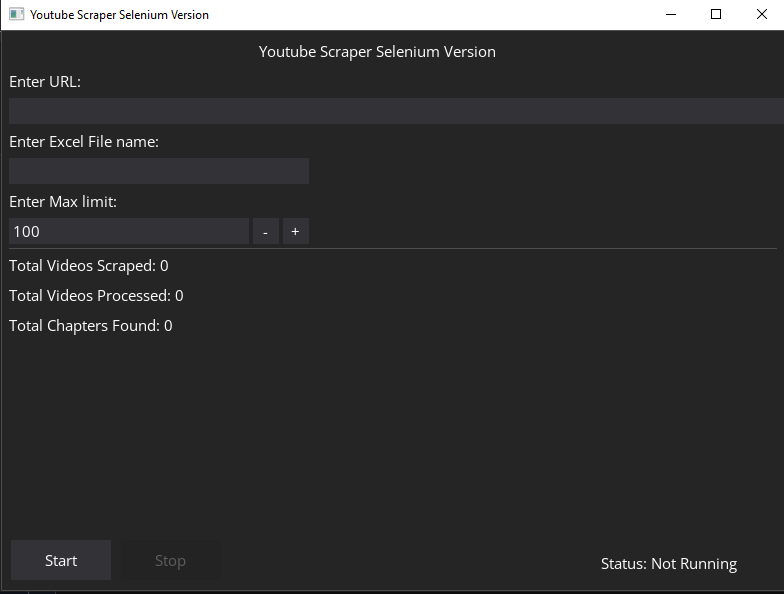 Youtube Scraper Selenium Version
Youtube Scraper Selenium Version
Enter URL:
Enter Excel File name:
Enter Max limit:
100 - +
Total Videos Scraped: 0
Total Videos Processed: 0
Total Chapters Found: 0
Start Stop Status: Not Running